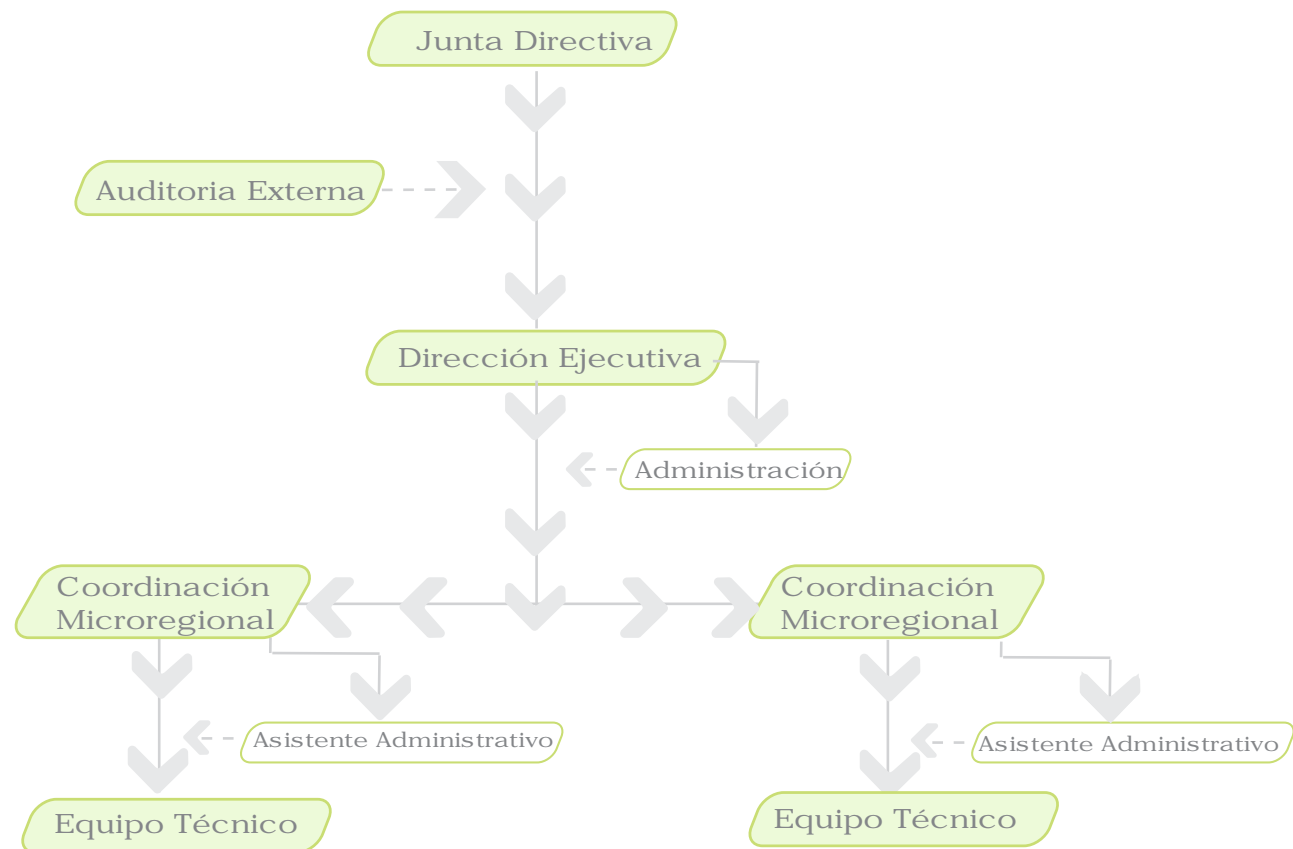 Junta Directiva
Auditoria Externa
Dirección Ejecutiva
Administración
Coordinación
Microregional
Coordinación
Microregional
Asistente Administrativo
Asistente Administrativo
Equipo Técnico
Equipo Técnico